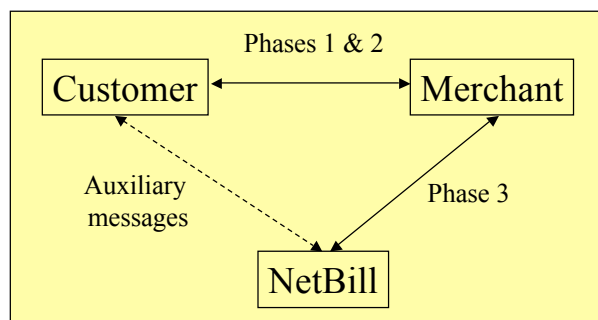 Phases 1 & 2
Customer
Merchant
Auxiliary
messages
Phase 3
NetBill